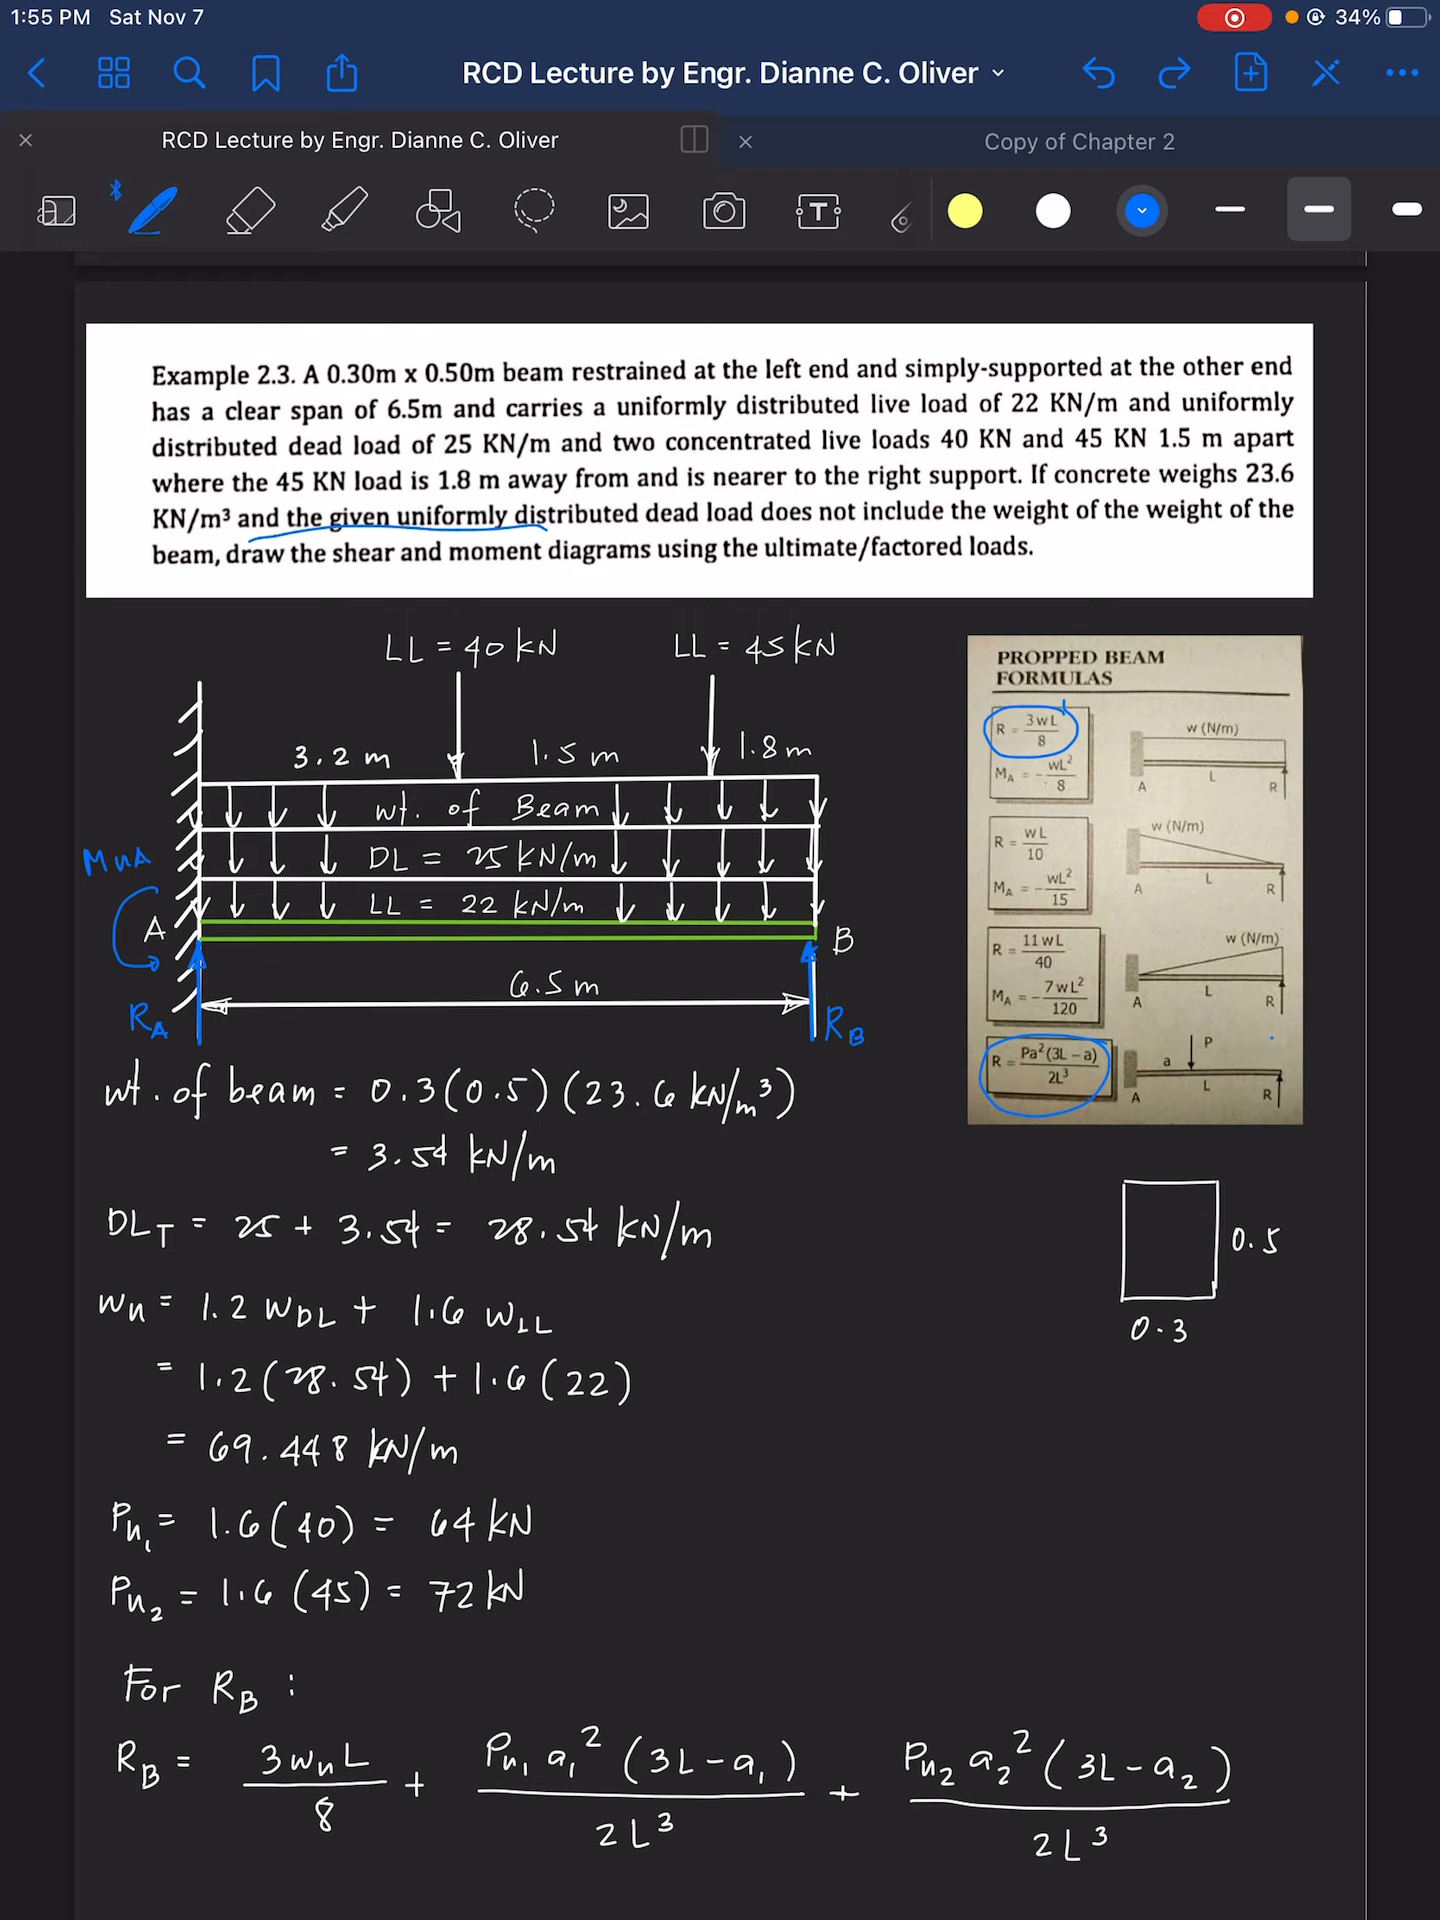 1:55 PM Sat Nov 7
34%
RCD Lecture by Engr. Dianne C. Oliver
RCD Lecture by Engr. Dianne C. Oliver
Copy of Chapter 2
T
Example 2.3. A 0.30m x 0.50m beam restrained at the left end and simply-supported at the other end
has a clear span of 6.5m and carries a uniformly distributed live load of 22 KN/m and uniformly
distributed dead load of 25 KN/m and two concentrated live loads 40 KN and 45 KN 1.5 m apart
where the 45 KN load is 1.8 m away from and is nearer to the right support. If concrete weighs 23.6
KN/m³ and the given uniformly distributed dead load does not include the weight of the weight of the
beam, draw the shear and moment diagrams using the ultimate/factored loads.
LL = 40 kN
LL = 45 kN
3.2 m
1.5 m
1.8 m
wt. of Beam
DL = 25 KN/m
LL = 22 kN/m
MuA
A
B
6.5 m
RA
RB
PROPPED BEAM
FORMULAS
R = 3wL/8
MA = - wL²/8
w (N/m)
A
L
R
R = wL/10
MA = - wL²/15
w (N/m)
A
L
R
R = 11wL/40
MA = - 7wL²/120
w (N/m)
A
L
R
R = Pa²(3L – a)/2L³
a
P
A
L
R
wt. of beam = 0.3(0.5)(23.6 kN/m³)
= 3.54 kN/m
DLT = 25 + 3.54 = 28.54 kN/m
0.5
0.3
Wu = 1.2 WDL + 1.6 WLL
= 1.2(28.54) + 1.6(22)
= 69.448 kN/m
Pu₁ = 1.6(40) = 64 kN
Pu₂ = 1.6(45) = 72 kN
For RB :
RB = 3wuL/8 + Pu₁ a₁² (3L - a₁)/2L³ + Pu₂ a₂² (3L - a₂)/2L³